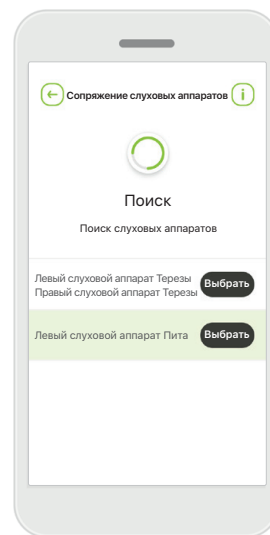 Сопряжение слуховых аппаратов
Поиск
Поиск слуховых аппаратов
Левый слуховой аппарат Терезы
Правый слуховой аппарат Терезы
Выбрать
Левый слуховой аппарат Пита
Выбрать